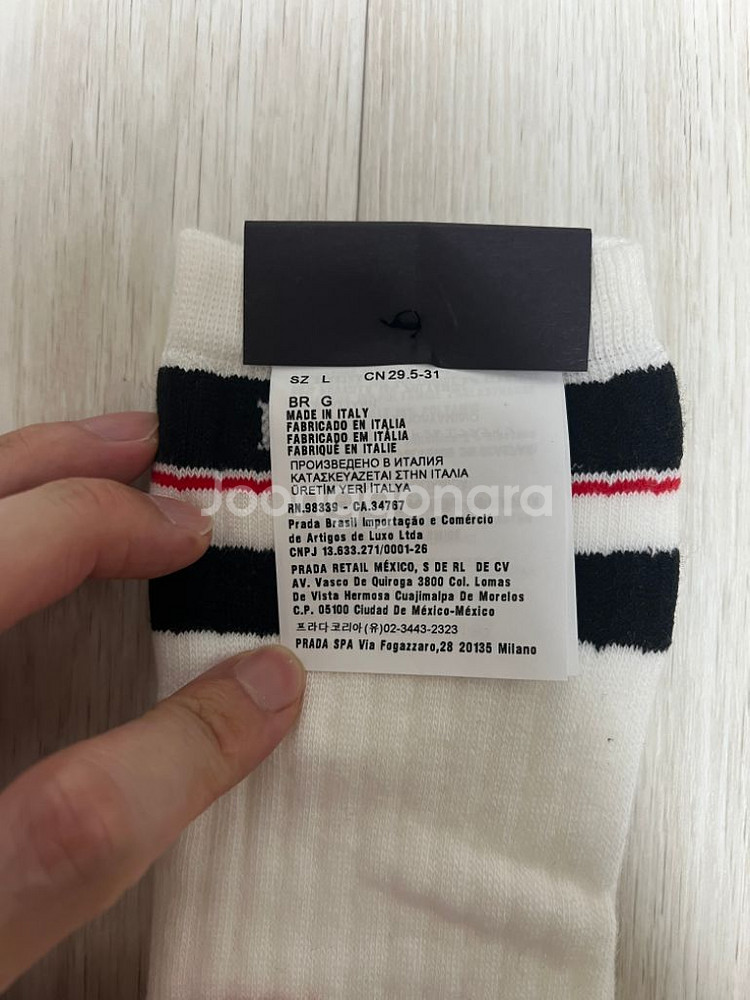 SZ L CN 29.5-31
BR G
MADE IN ITALY
FABRICADO EN ITALIA
FABRICADO EM ITÁLIA
FABRIQUÉ EN ITALIE
ПРОИЗВЕДЕНО В ИТАЛИЯ
ΚΑΤΑΣΚΕΥΑΖΕΤΑΙ ΣΤΗΝ ΙΤΑΛΙΑ
ÜRETİM YERİ İTALYA
Joonggonara
RN.98339 - CA.34767
Prada Brasil Importação e Comércio
de Artigos de Luxo Ltda
CNPJ 13.633.271/0001-26
PRADA RETAIL MÉXICO, S DE RL DE CV
AV. Vasco De Quiroga 3800 Col. Lomas
De Vista Hermosa Cuajimalpa De Morelos
C.P. 05100 Ciudad De México-México
프라다코리아(유)02-3443-2323
PRADA SPA Via Fogazzaro,28 20135 Milano